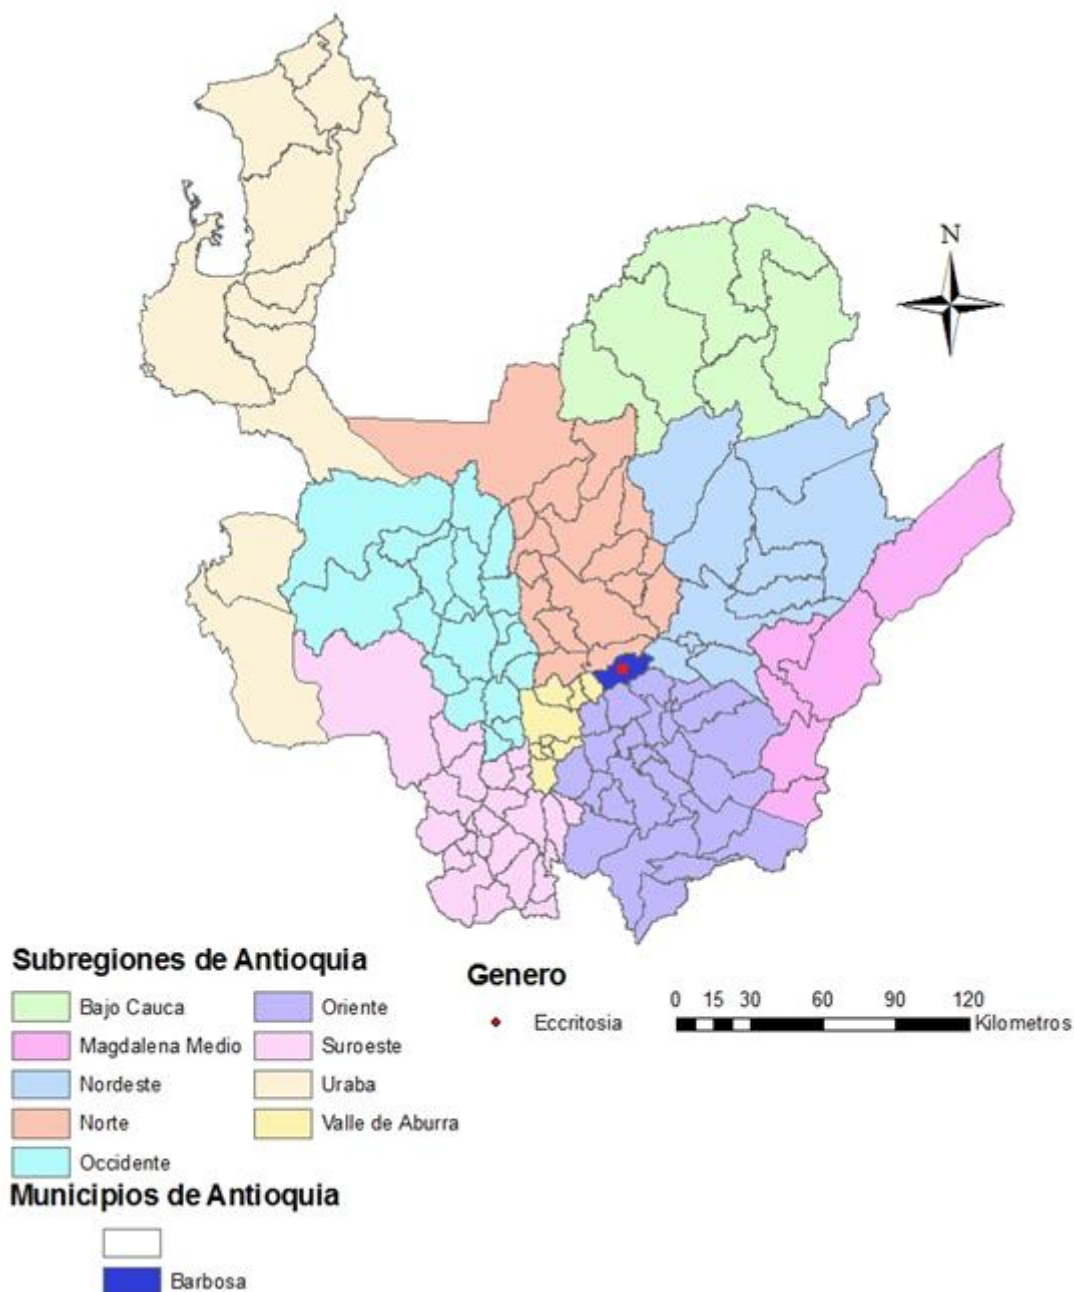 N
Subregiones de Antioquia
Bajo Cauca
Magdalena Medio
Nordeste
Norte
Occidente
Oriente
Suroeste
Uraba
Valle de Aburra
Municipios de Antioquia
Barbosa
Genero
Eccritosia
0 15 30 60 90 120
Kilometros